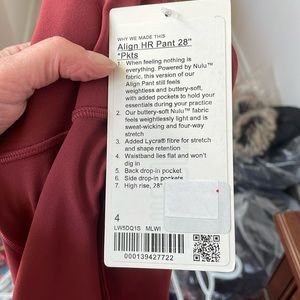 WHY WE MADE THIS
Align HR Pant 28"
*Pkts
1. When feeling nothing is
everything. Powered by Nulu™
fabric, this version of our
Align Pant still feels
weightless and buttery-soft,
with added pockets to hold your
essentials during your practice
2. Our buttery-soft Nulu™ fabric
feels weightlessly light and is
sweat-wicking and four-way
stretch
3. Added Lycra® fibre for stretch
and shape retention
4. Waistband lies flat and won't
dig in
5. Back drop-in pocket
6. Side drop-in pockets
7. High rise, 28"
4
LW5DQ1S MLWI
000139427722